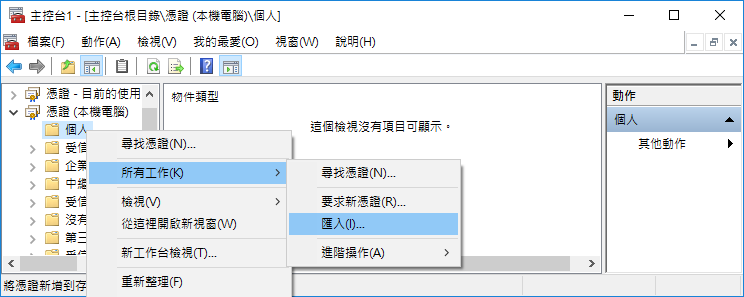 主控台1 - [主控台根目錄\憑證 (本機電腦)\個人]
檔案(F) 動作(A) 檢視(V) 我的最愛(O) 視窗(W) 說明(H)
憑證 - 目前的使用
憑證 (本機電腦)
個人
受信
企業
中繼
受信
沒有
第三
受信
物件類型
這個檢視沒有項目可顯示。
動作
個人
其他動作
尋找憑證(N)...
所有工作(K)
檢視(V)
從這裡開啟新視窗(W)
新工作台檢視(T)...
重新整理(F)
尋找憑證(N)...
要求新憑證(R)...
匯入(I)...
進階操作(A)
將憑證新增到存